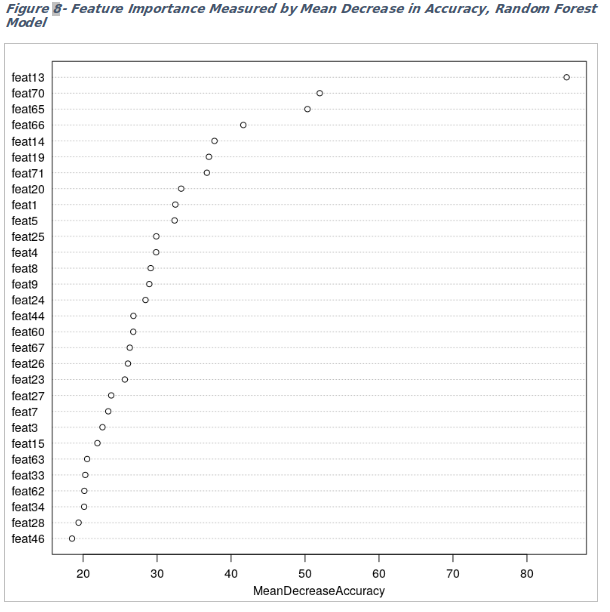 Figure 8- Feature Importance Measured by Mean Decrease in Accuracy, Random Forest
Model
feat13
feat70
feat65
feat66
feat14
feat19
feat71
feat20
feat1
feat5
feat25
feat4
feat8
feat9
feat24
feat44
feat60
feat67
feat26
feat23
feat27
feat7
feat3
feat15
feat63
feat33
feat62
feat34
feat28
feat46
20 30 40 50 60 70 80
MeanDecreaseAccuracy